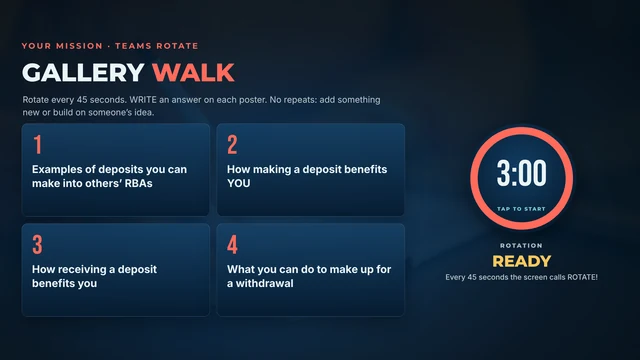 YOUR MISSION · TEAMS ROTATE
GALLERY WALK
Rotate every 45 seconds. WRITE an answer on each poster. No repeats: add something
new or build on someone's idea.
1
Examples of deposits you can
make into others' RBAs
2
How making a deposit benefits
YOU
3
How receiving a deposit
benefits you
4
What you can do to make up for
a withdrawal
3:00
TAP TO START
ROTATION
READY
Every 45 seconds the screen calls ROTATE!